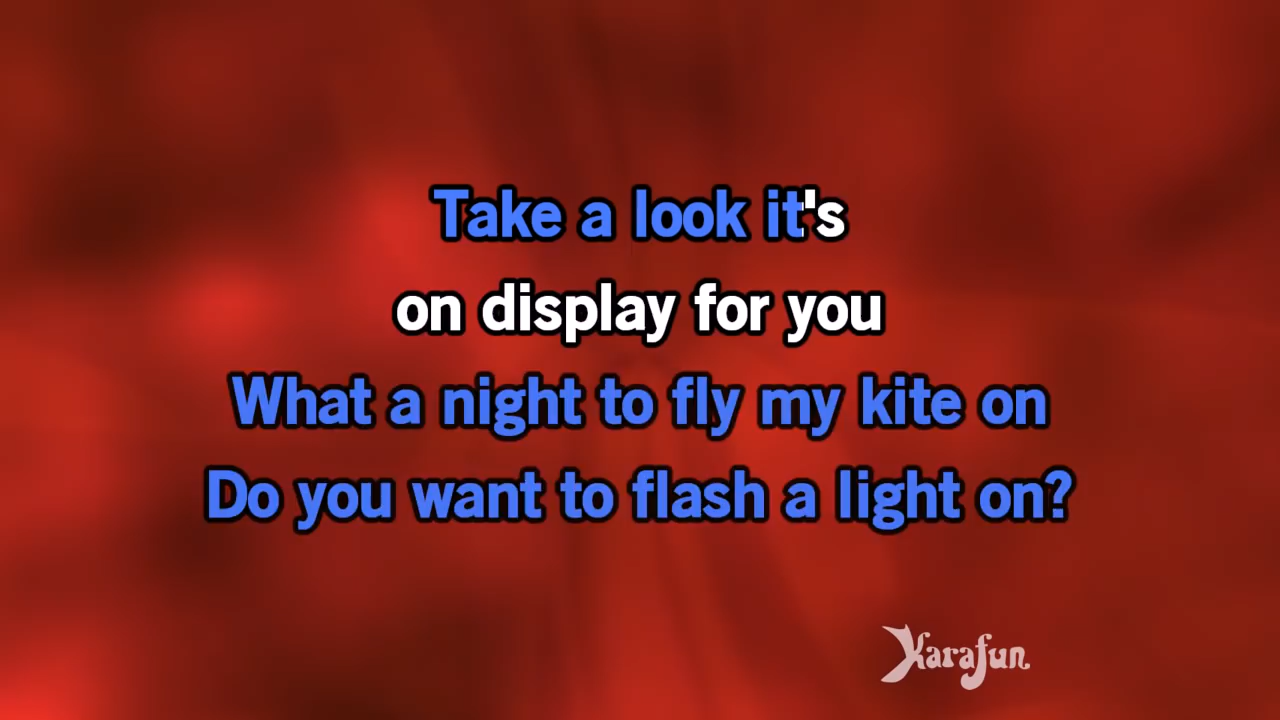 Take a look it's
on display for you
What a night to fly my kite on
Do you want to flash a light on?
Karafun